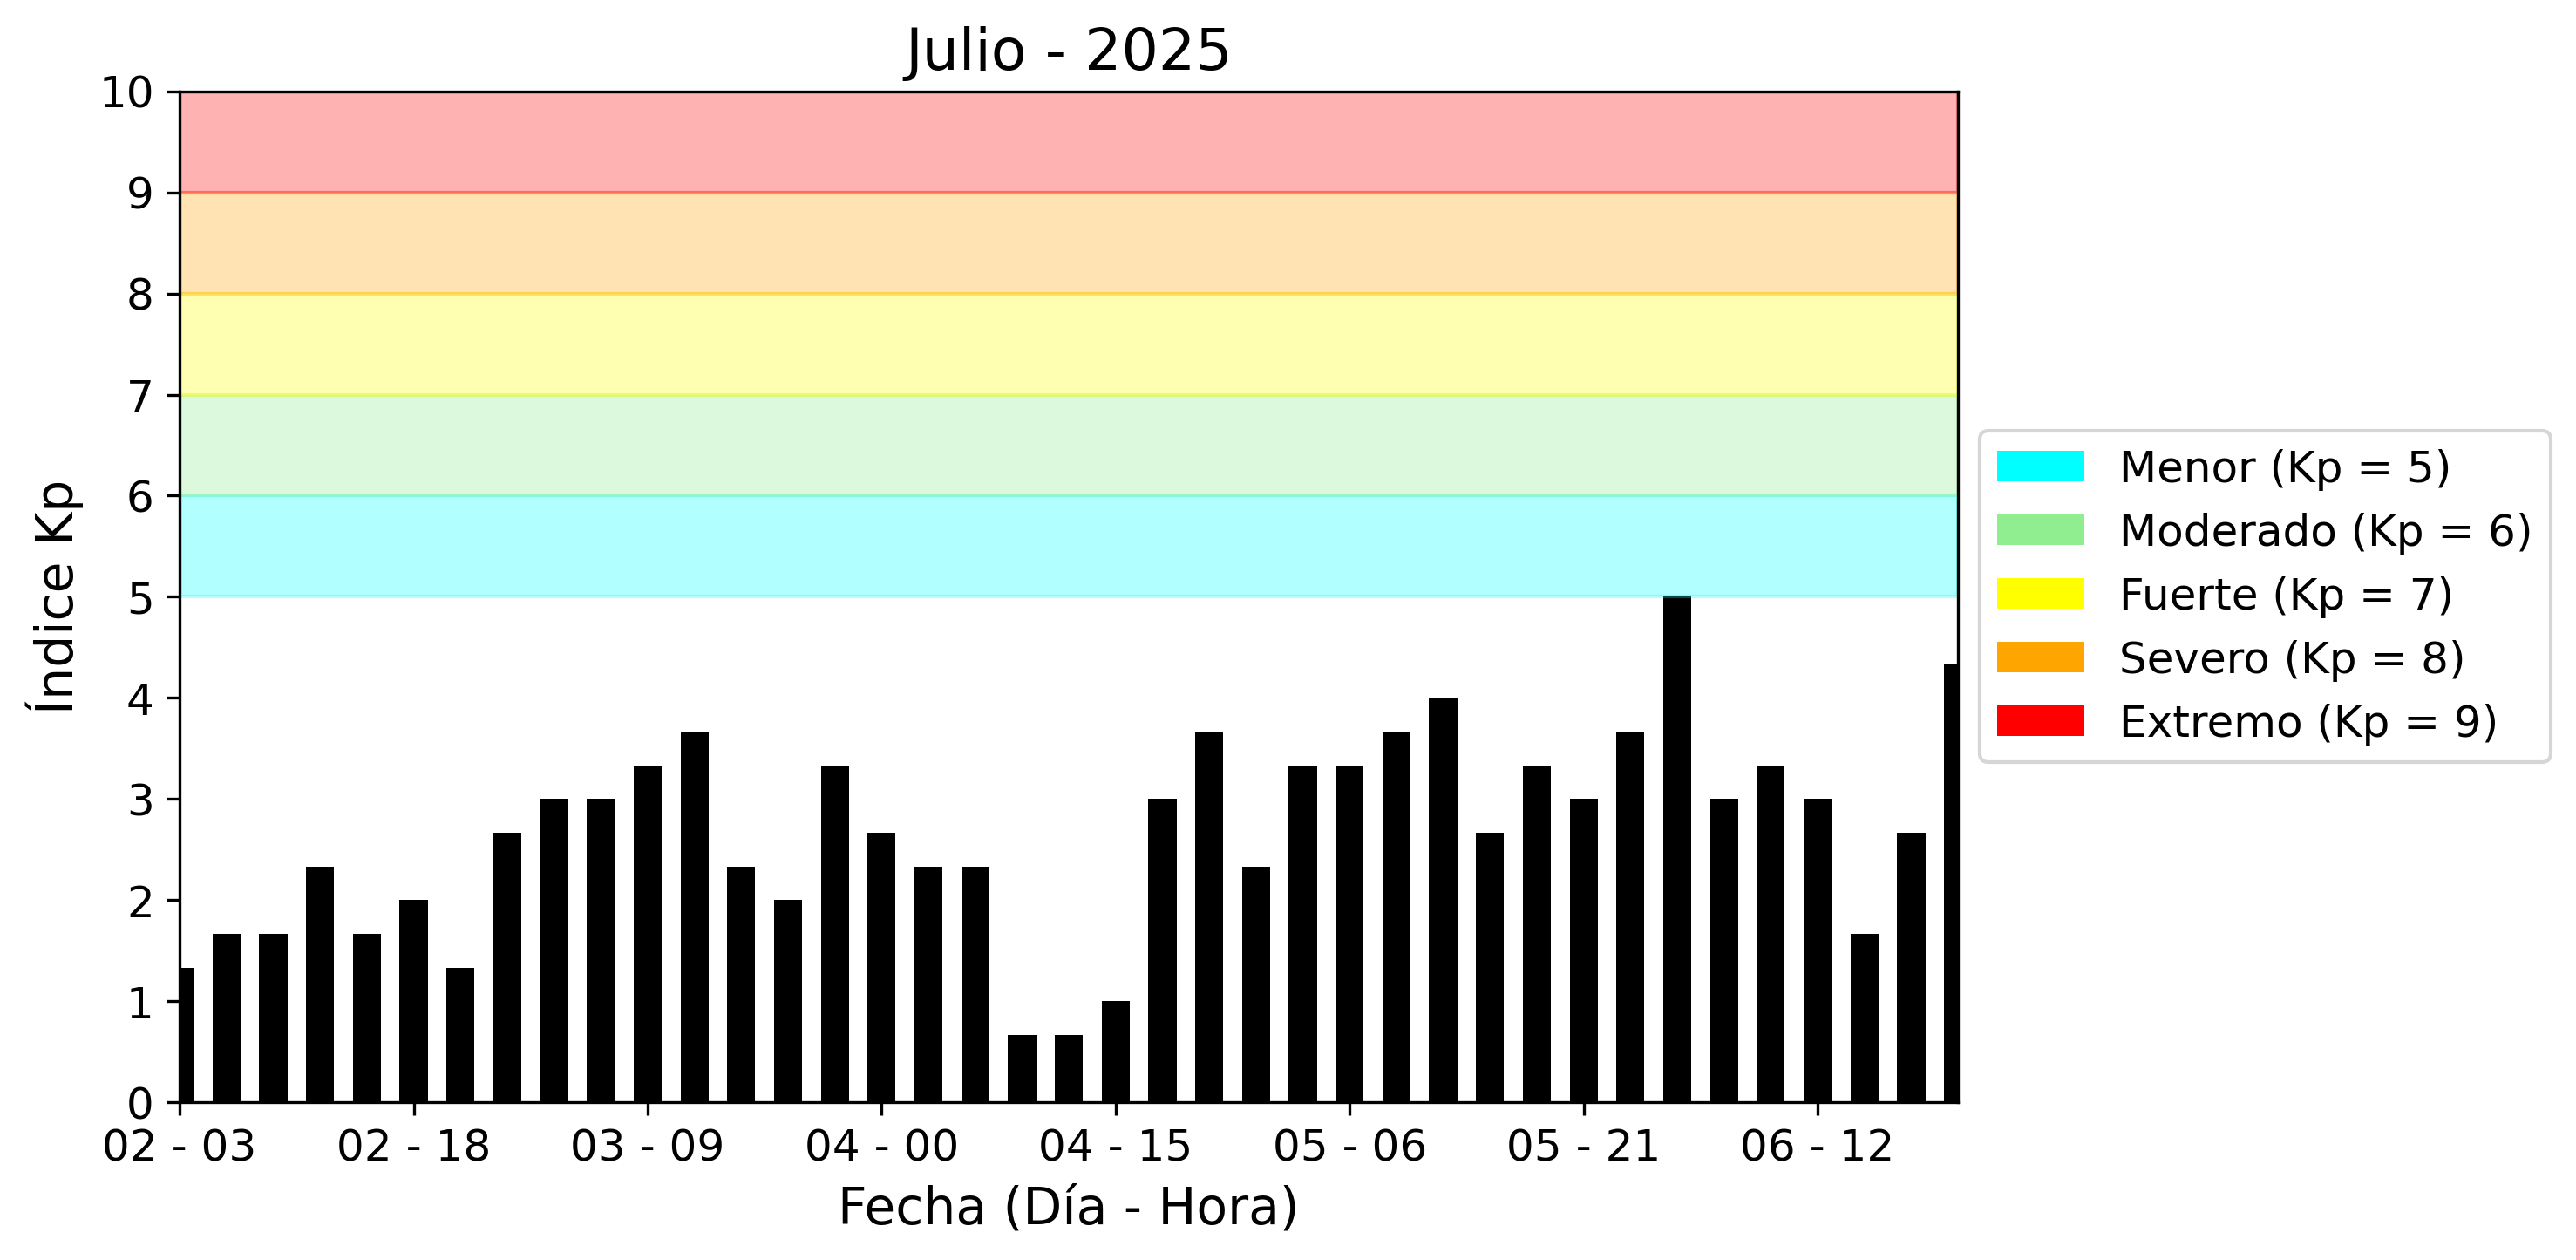 Julio - 2025
10
9
8
7
6
5
4
3
2
1
0
Índice Kp
02 - 03
02 - 18
03 - 09
04 - 00
04 - 15
05 - 06
05 - 21
06 - 12
Fecha (Día - Hora)
Menor (Kp = 5)
Moderado (Kp = 6)
Fuerte (Kp = 7)
Severo (Kp = 8)
Extremo (Kp = 9)